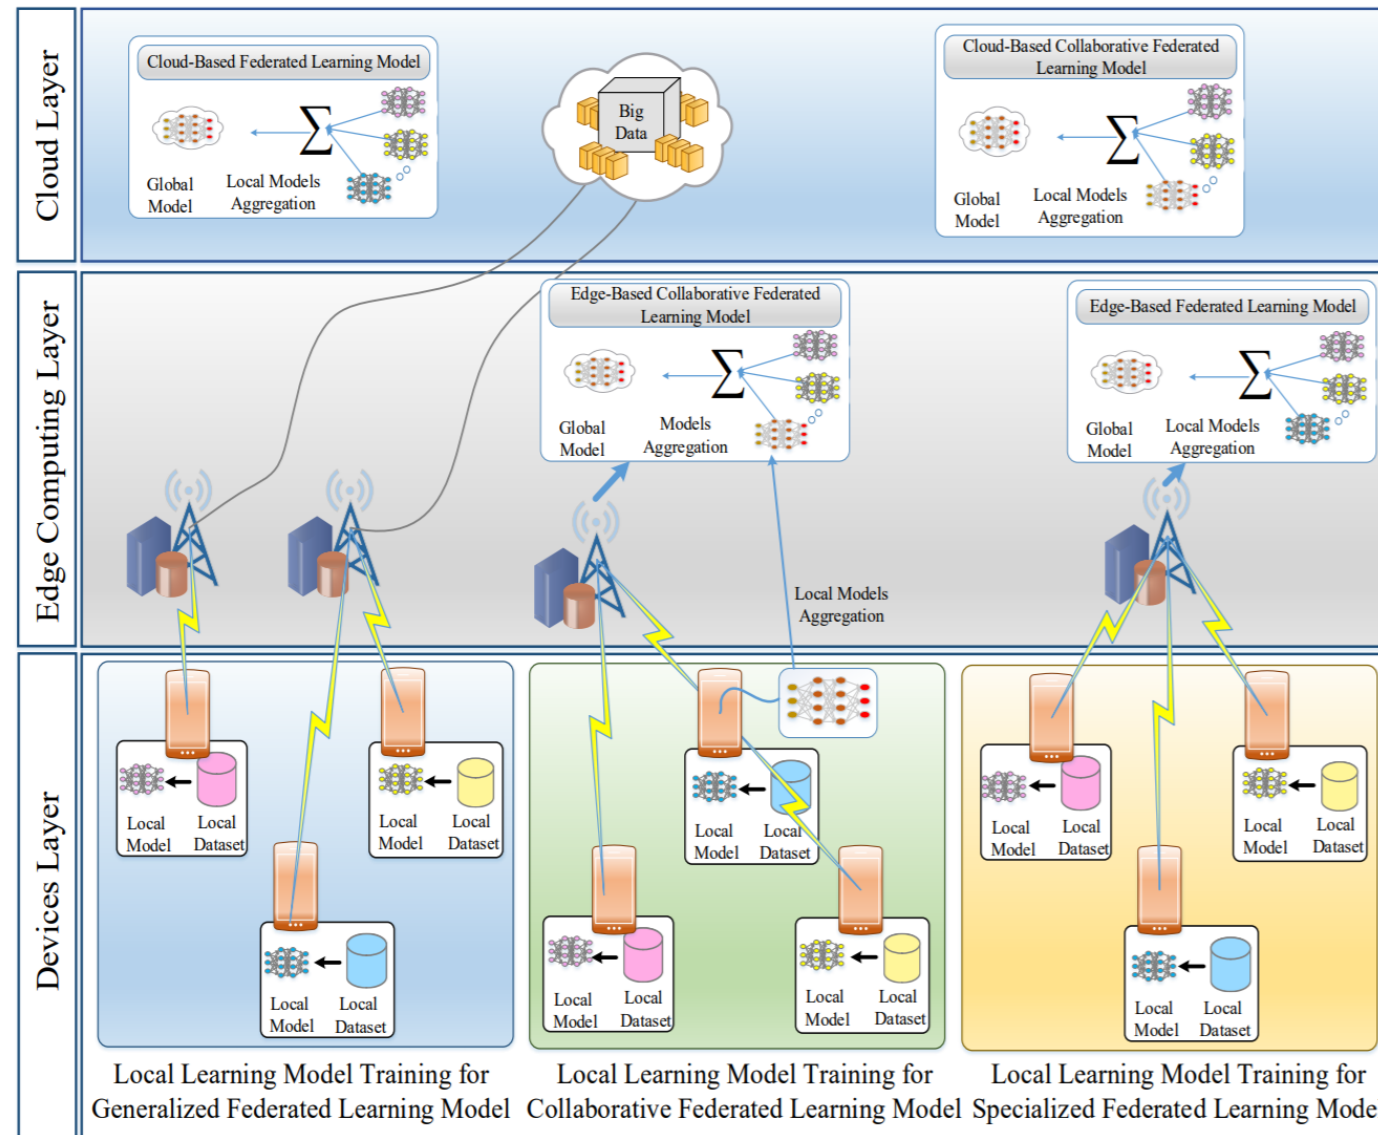 Cloud Layer
Cloud-Based Federated Learning Model
Global
Model
Local Models
Aggregation
Big
Data
Cloud-Based Collaborative Federated
Learning Model
Global
Model
Local Models
Aggregation
Edge Computing Layer
Edge-Based Collaborative Federated
Learning Model
Global
Model
Models
Aggregation
Edge-Based Federated Learning Model
Global
Model
Local Models
Aggregation
Local Models
Aggregation
Devices Layer
Local
Model
Local
Dataset
Local
Model
Local
Dataset
Local
Model
Local
Dataset
Local
Model
Local
Dataset
Local
Model
Local
Dataset
Local
Model
Local
Dataset
Local
Model
Local
Dataset
Local
Model
Local
Dataset
Local
Model
Local
Dataset
Local Learning Model Training for
Generalized Federated Learning Model
Local Learning Model Training for
Collaborative Federated Learning Model
Local Learning Model Training for
Specialized Federated Learning Mode